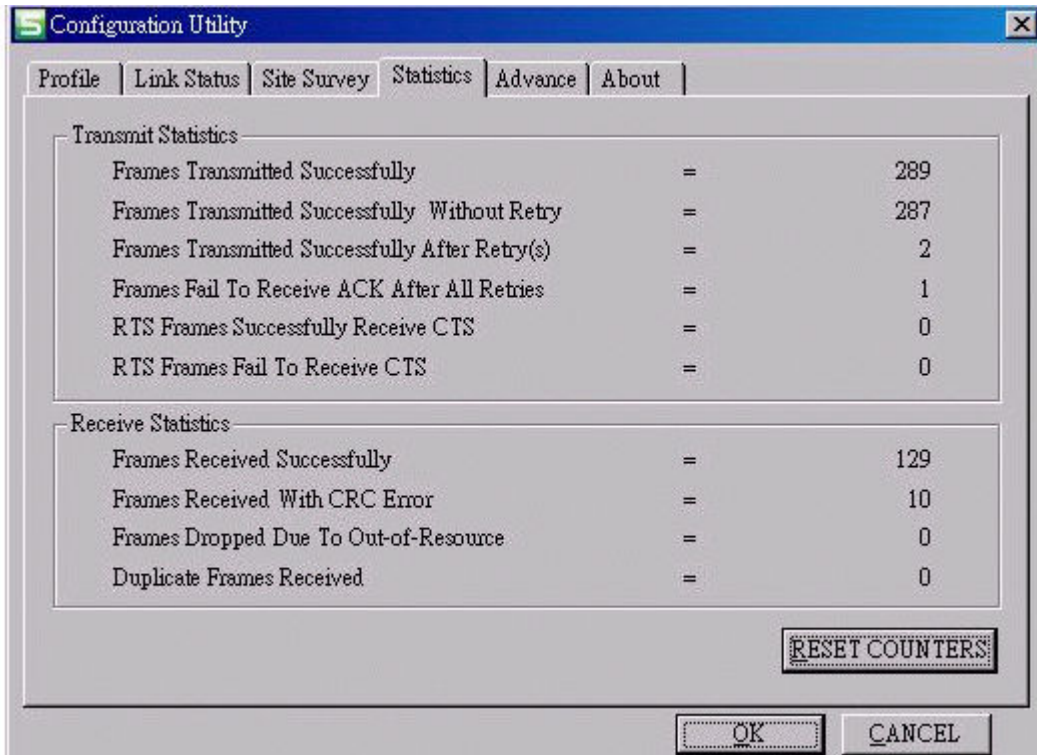 Configuration Utility
Profile Link Status Site Survey Statistics Advance About
Transmit Statistics
Frames Transmitted Successfully = 289
Frames Transmitted Successfully Without Retry = 287
Frames Transmitted Successfully After Retry(s) = 2
Frames Fail To Receive ACK After All Retries = 1
RTS Frames Successfully Receive CTS = 0
RTS Frames Fail To Receive CTS = 0
Receive Statistics
Frames Received Successfully = 129
Frames Received With CRC Error = 10
Frames Dropped Due To Out-of-Resource = 0
Duplicate Frames Received = 0
RESET COUNTERS
OK CANCEL